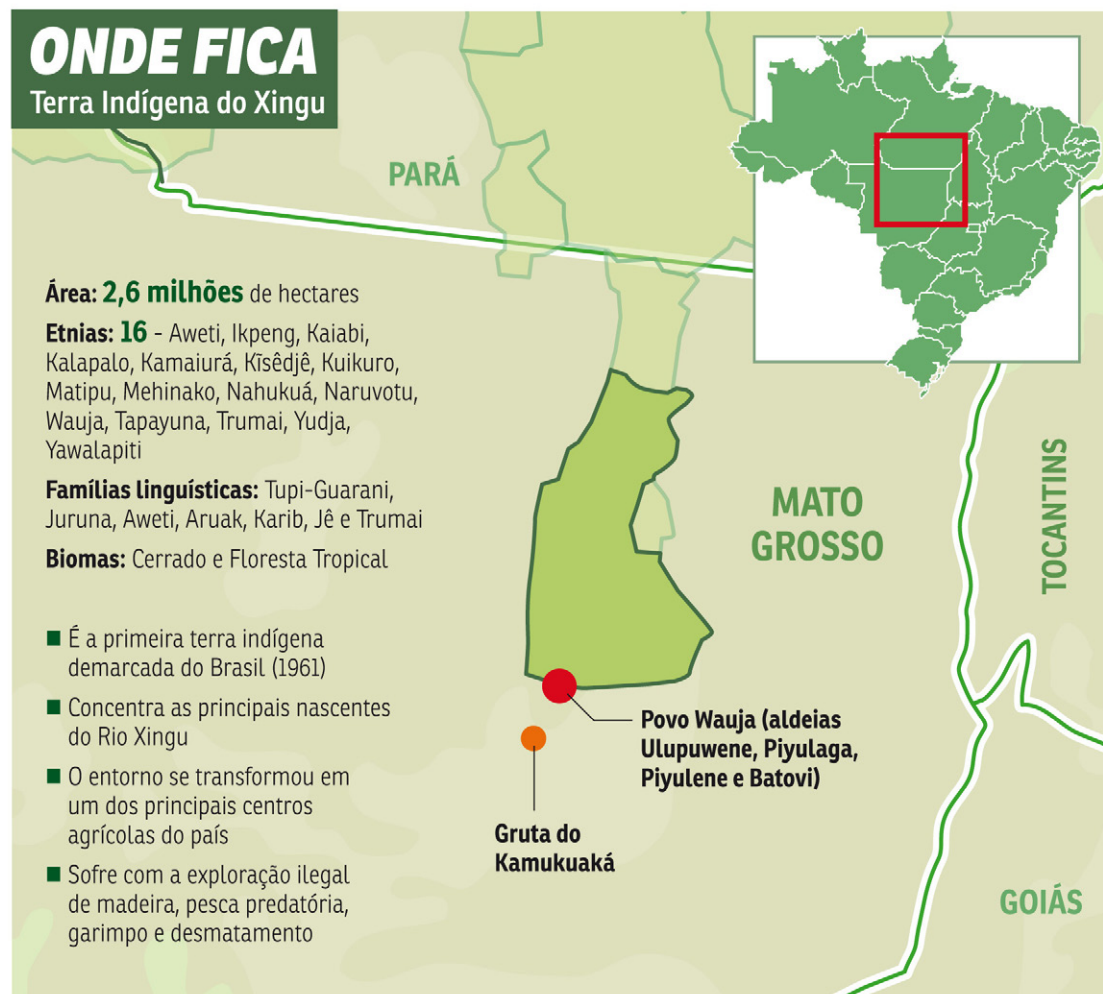 ONDE FICA
Terra Indígena do Xingu
PARÁ
Área: 2,6 milhões de hectares
Etnias: 16 - Aweti, Ikpeng, Kaiabi,
Kalapalo, Kamaiurá, Kĩsêdjê, Kuikuro,
Matipu, Mehinako, Nahukuá, Naruvotu,
Wauja, Tapayuna, Trumai, Yudja,
Yawalapiti
Famílias linguísticas: Tupi-Guarani,
Juruna, Aweti, Aruak, Karib, Jê e Trumai
Biomas: Cerrado e Floresta Tropical
■ É a primeira terra indígena
demarcada do Brasil (1961)
■ Concentra as principais nascentes
do Rio Xingu
■ O entorno se transformou em
um dos principais centros
agrícolas do país
■ Sofre com a exploração ilegal
de madeira, pesca predatória,
garimpo e desmatamento
MATO
GROSSO
TOCANTINS
Povo Wauja (aldeias
Ulupuwene, Piyulaga,
Piyulene e Batovi)
Gruta do
Kamukuaká
GOIÁS